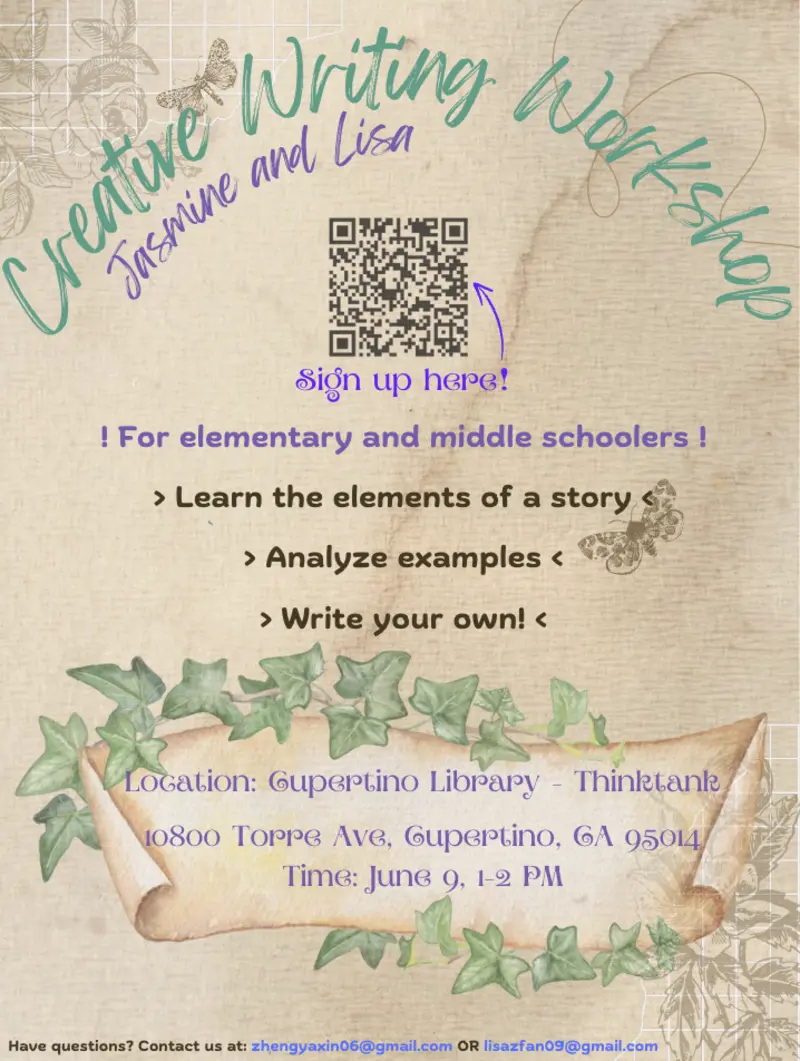 Creative Writing Workshop
Jasmine and Lisa
Sign up here!
! For elementary and middle schoolers !
> Learn the elements of a story <
> Analyze examples <
> Write your own! <
Location: Cupertino Library - Thinktank
10800 Torre Ave, Cupertino, CA 95014
Time: June 9, 1-2 PM
Have questions? Contact us at: zhengyaxin06@gmail.com OR lisazfan09@gmail.com